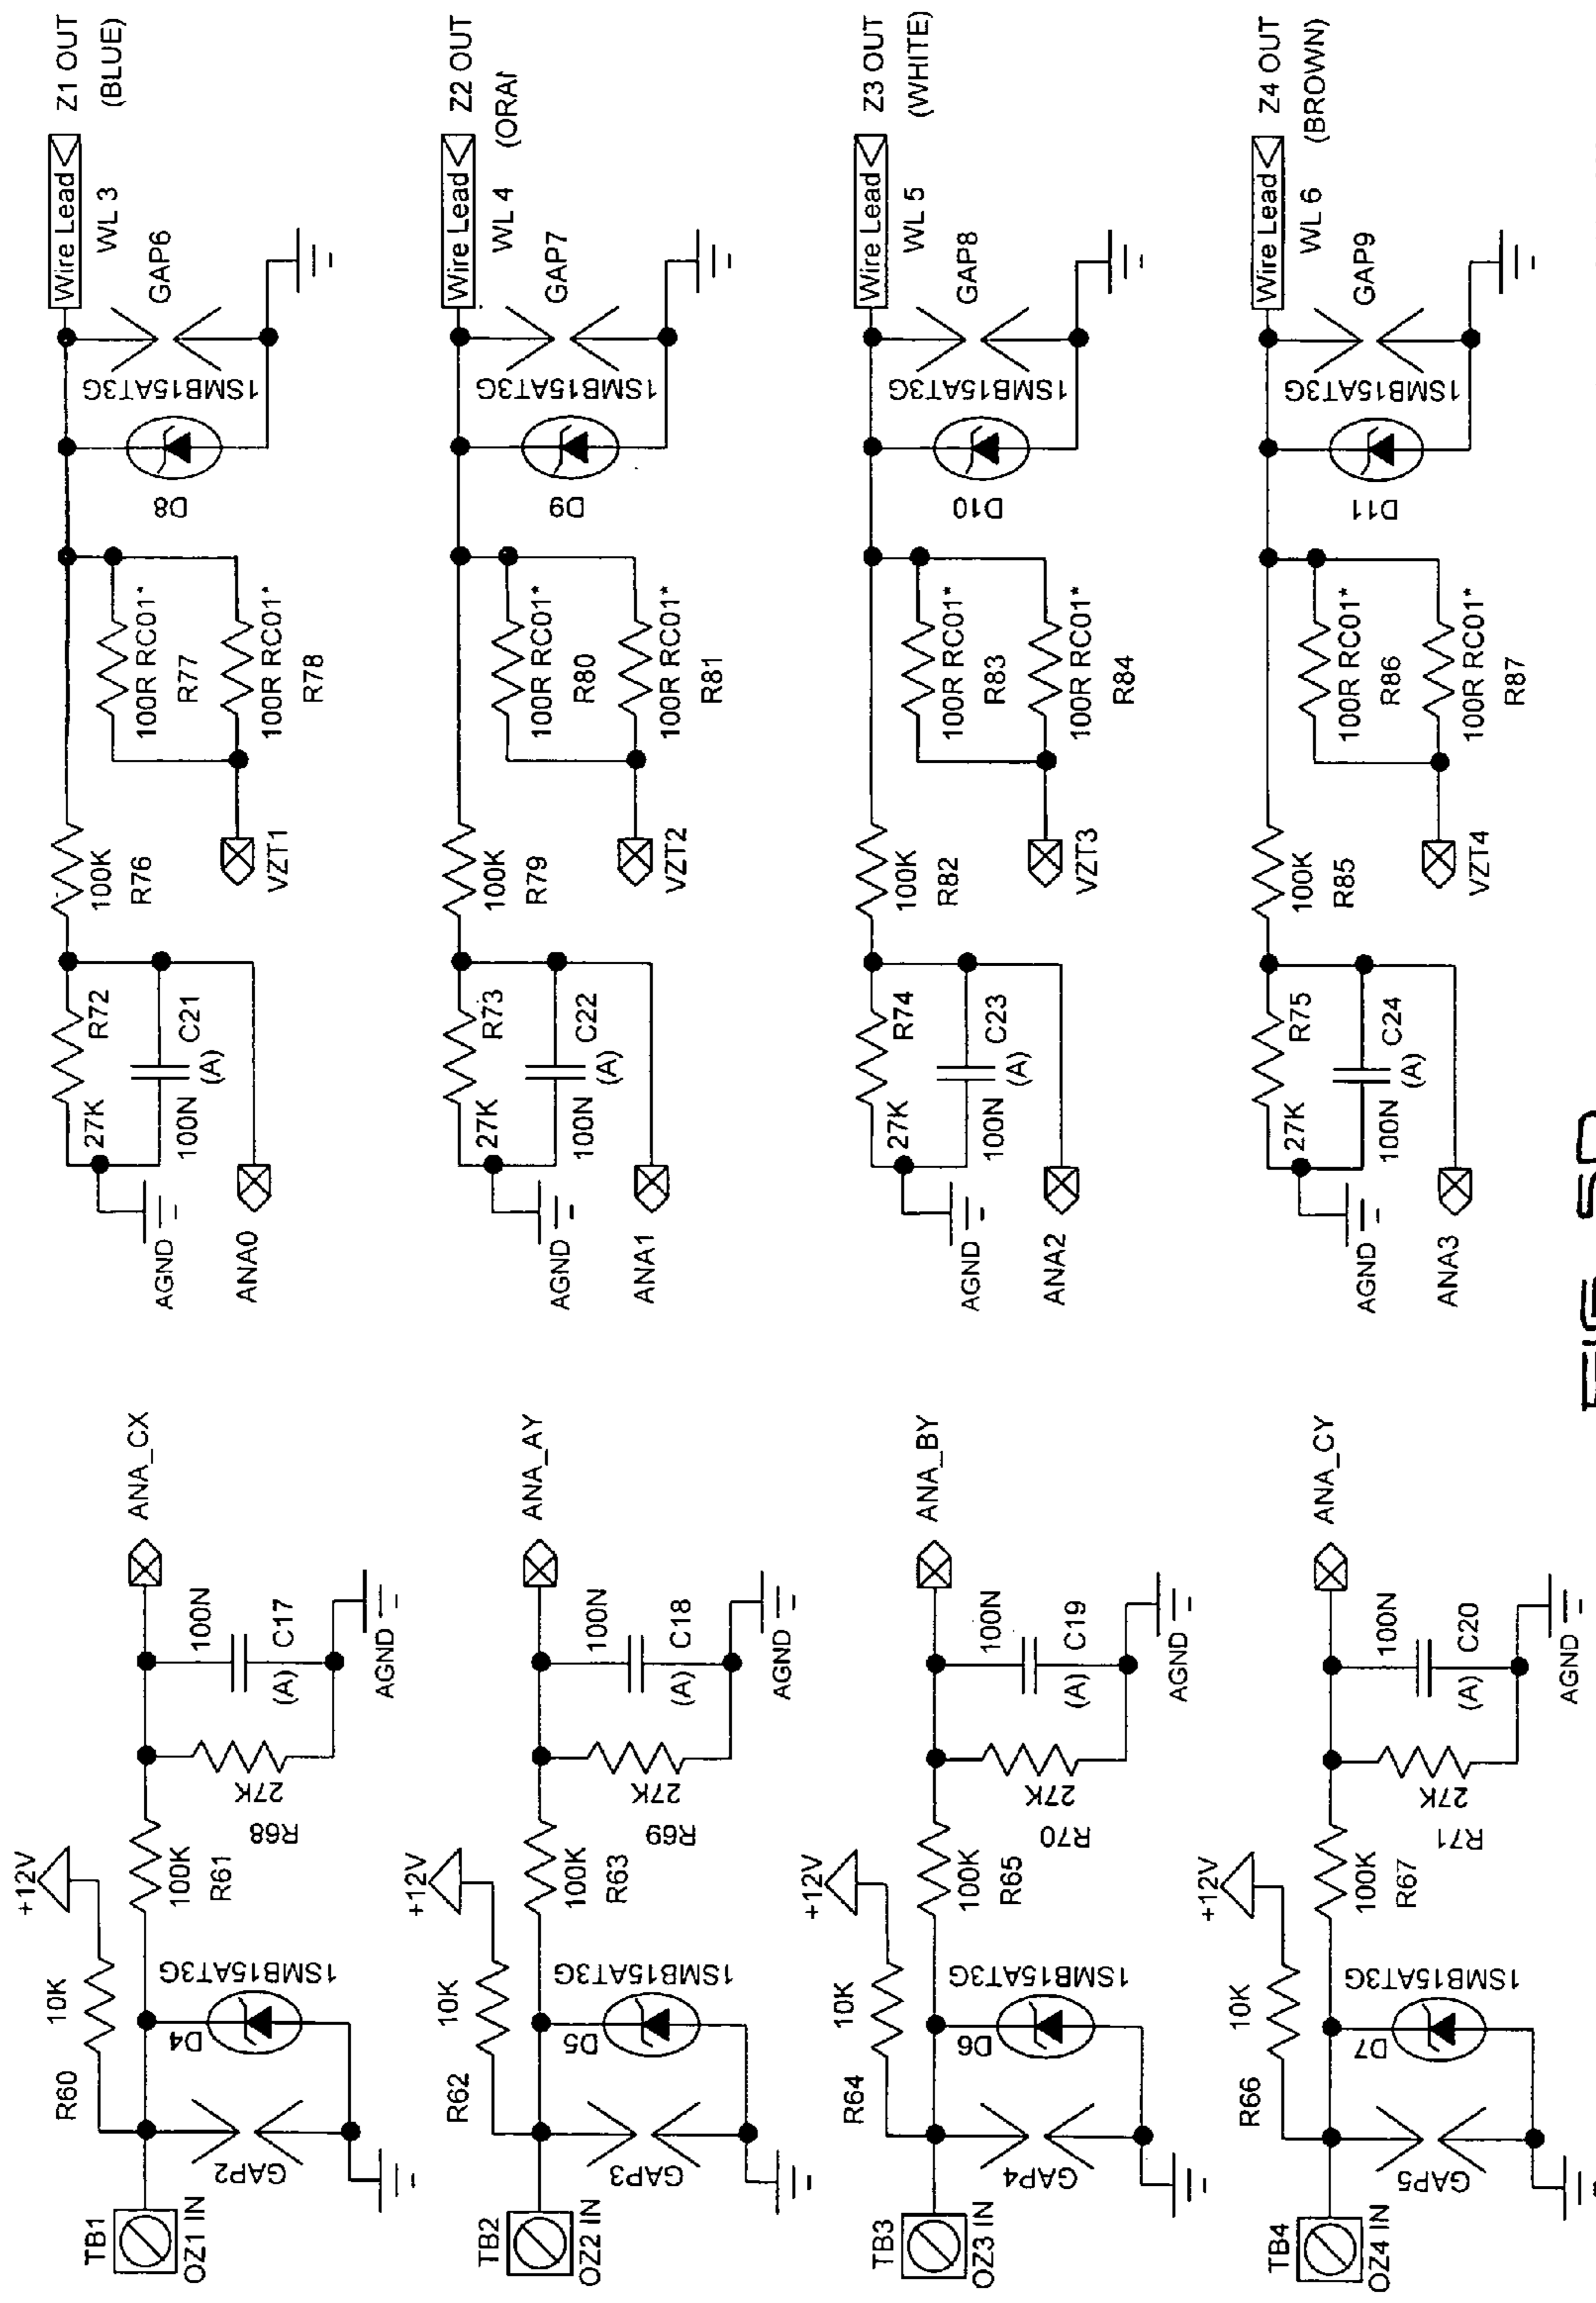 TB1
OZ1 IN
R60
10K
+12V
GAP2
D4
1SMB15AT3G
100K
R61
27K
R68
100N
(A) C17
AGND
ANA_CX
TB2
OZ2 IN
R62
10K
+12V
GAP3
D5
1SMB15AT3G
100K
R63
27K
R69
100N
(A) C18
AGND
ANA_AY
TB3
OZ3 IN
R64
10K
+12V
GAP4
D6
1SMB15AT3G
100K
R65
27K
R70
100N
(A) C19
AGND
ANA_BY
TB4
OZ4 IN
R66
10K
+12V
GAP5
D7
1SMB15AT3G
100K
R67
27K
R71
100N
(A) C20
AGND
ANA_CY
AGND
ANA0
27K
R72
100N
(A)
C21
100K
R76
VZT1
100R RC01*
R77
100R RC01*
R78
D8
1SMB15AT3G
GAP6
Wire Lead
WL 3
Z1 OUT
(BLUE)
AGND
ANA1
27K
R73
100N
(A)
C22
100K
R79
VZT2
100R RC01*
R80
100R RC01*
R81
D9
1SMB15AT3G
GAP7
Wire Lead
WL 4
Z2 OUT
AGND
ANA2
27K
R74
100N
(A)
C23
100K
R82
VZT3
100R RC01*
R83
100R RC01*
R84
D10
1SMB15AT3G
GAP8
Wire Lead
WL 5
Z3 OUT
(WHITE)
AGND
ANA3
27K
R75
100N
(A)
C24
100K
R85
VZT4
100R RC01*
R86
100R RC01*
R87
D11
1SMB15AT3G
GAP9
Wire Lead
WL 6
Z4 OUT
(BROWN)